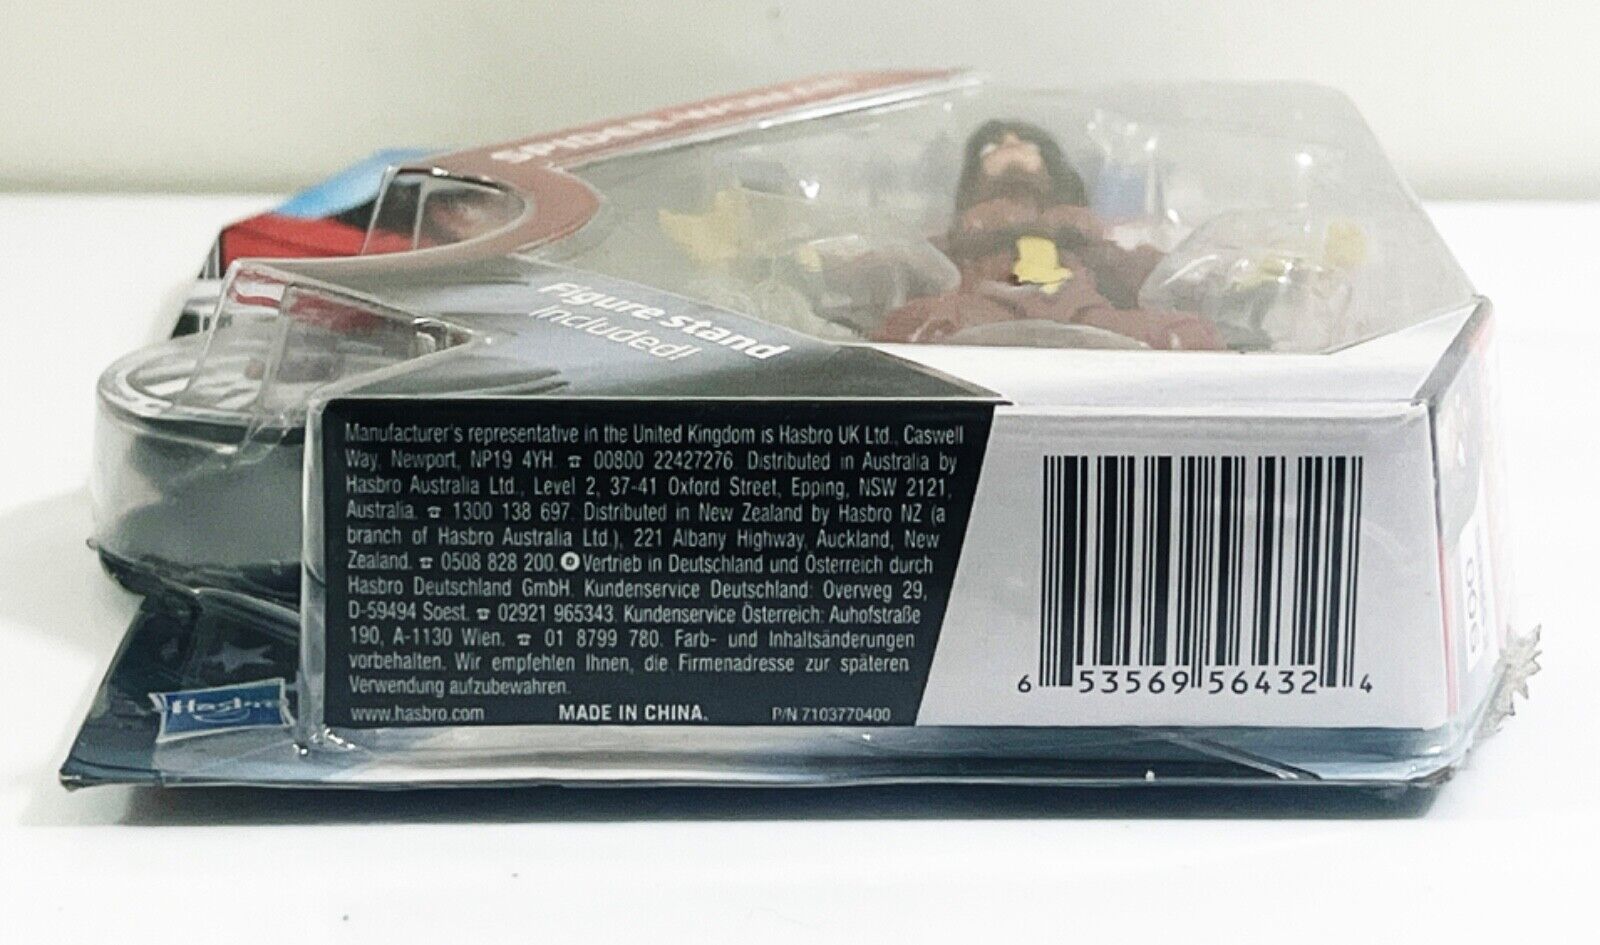 SPIDER-WOMAN
Figure Stand
Included!
Manufacturer's representative in the United Kingdom is Hasbro UK Ltd., Caswell
Way, Newport, NP19 4YH. ☎ 00800 22427276. Distributed in Australia by
Hasbro Australia Ltd., Level 2, 37-41 Oxford Street, Epping, NSW 2121,
Australia. ☎ 1300 138 697. Distributed in New Zealand by Hasbro NZ (a
branch of Hasbro Australia Ltd.), 221 Albany Highway, Auckland, New
Zealand. ☎ 0508 828 200. Vertrieb in Deutschland und Österreich durch
Hasbro Deutschland GmbH. Kundenservice Deutschland: Overweg 29,
D-59494 Soest. ☎ 02921 965343. Kundenservice Österreich: Auhofstraße
190, A-1130 Wien. ☎ 01 8799 780. Farb- und Inhaltsänderungen
vorbehalten. Wir empfehlen Ihnen, die Firmenadresse zur späteren
Verwendung aufzubewahren.
www.hasbro.com MADE IN CHINA. P/N 7103770400
6 53569 56432 4
Hasbro